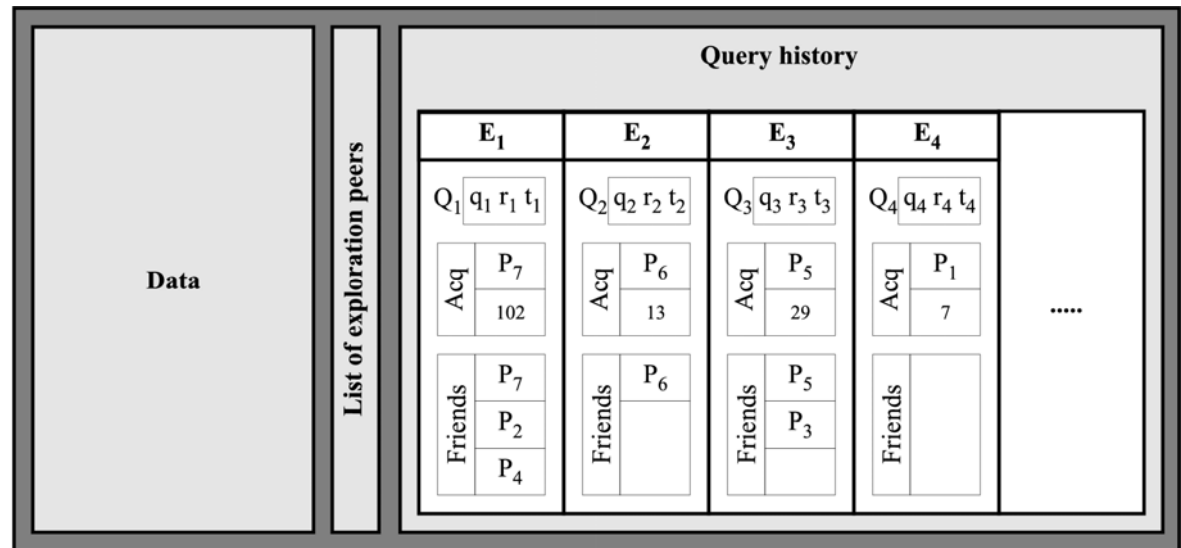 Data
List of exploration peers
Query history
E₁ E₂ E₃ E₄
Q₁ q₁ r₁ t₁ Q₂ q₂ r₂ t₂ Q₃ q₃ r₃ t₃ Q₄ q₄ r₄ t₄
Acq P₇ Acq P₆ Acq P₅ Acq P₁
102 13 29 7
.....
Friends P₇ Friends P₆ Friends P₅ Friends
P₂ P₃
P₄